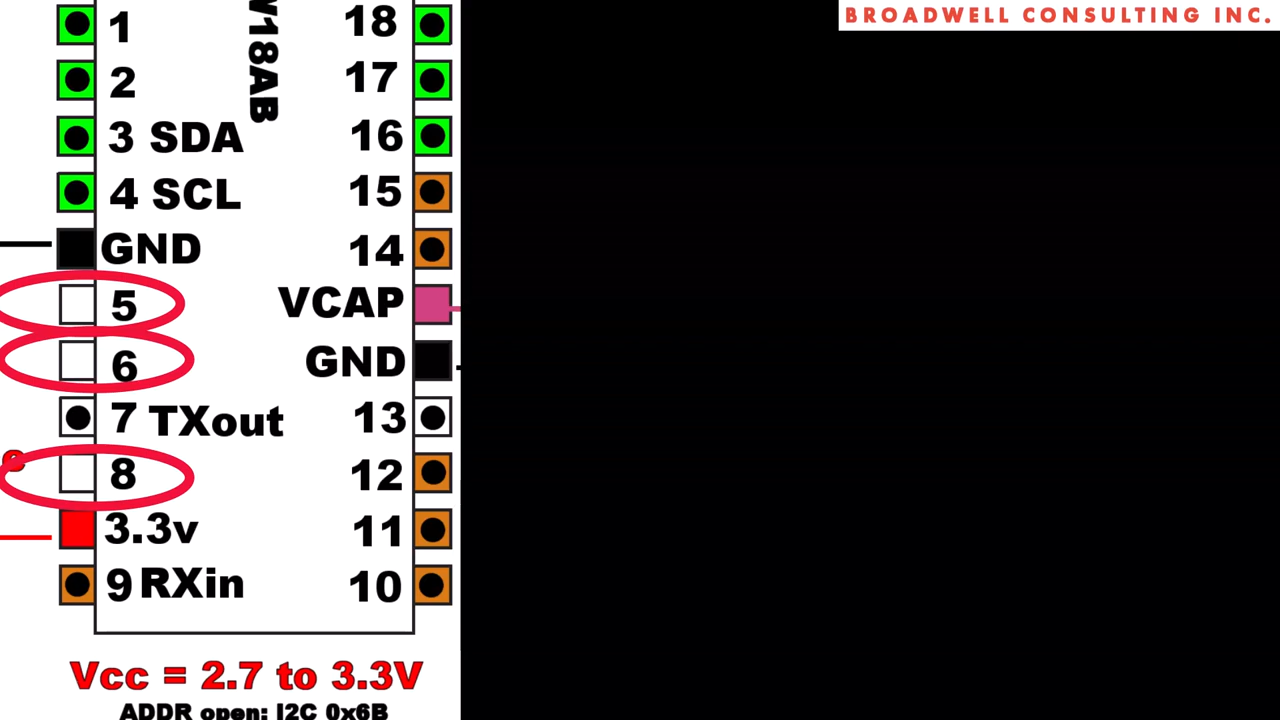 BROADWELL CONSULTING INC.
W18AB
1
18
2
17
3 SDA
16
4 SCL
15
GND
14
5
VCAP
6
GND
7 TXout
13
8
12
3.3v
11
9 RXin
10
Vcc = 2.7 to 3.3V
ADDR open: I2C 0x6B